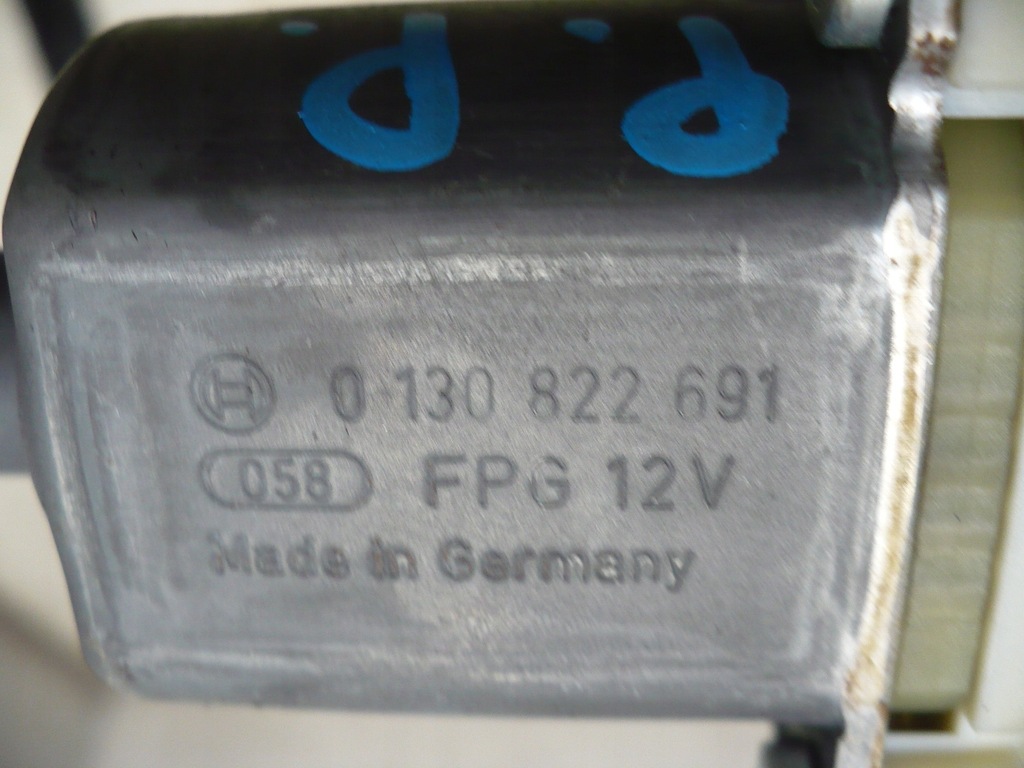 P.P.
0 130 822 691
058 FPG 12V
Made in Germany